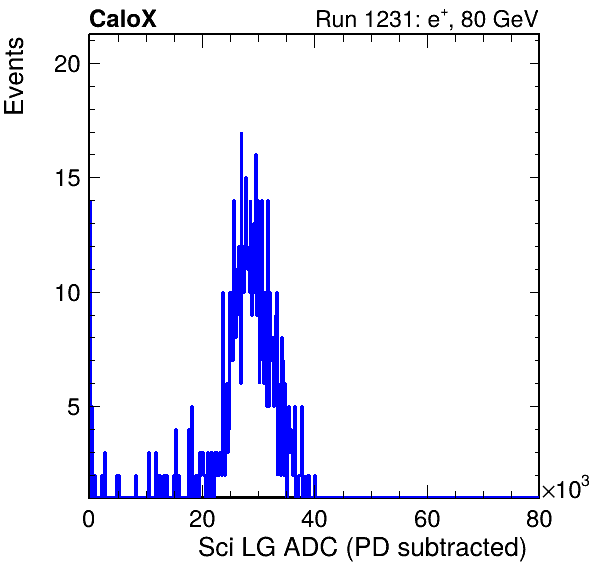 CaloX Run 1231: e⁺, 80 GeV
Events
20
15
10
5
0 20 40 60 80 ×10³
Sci LG ADC (PD subtracted)